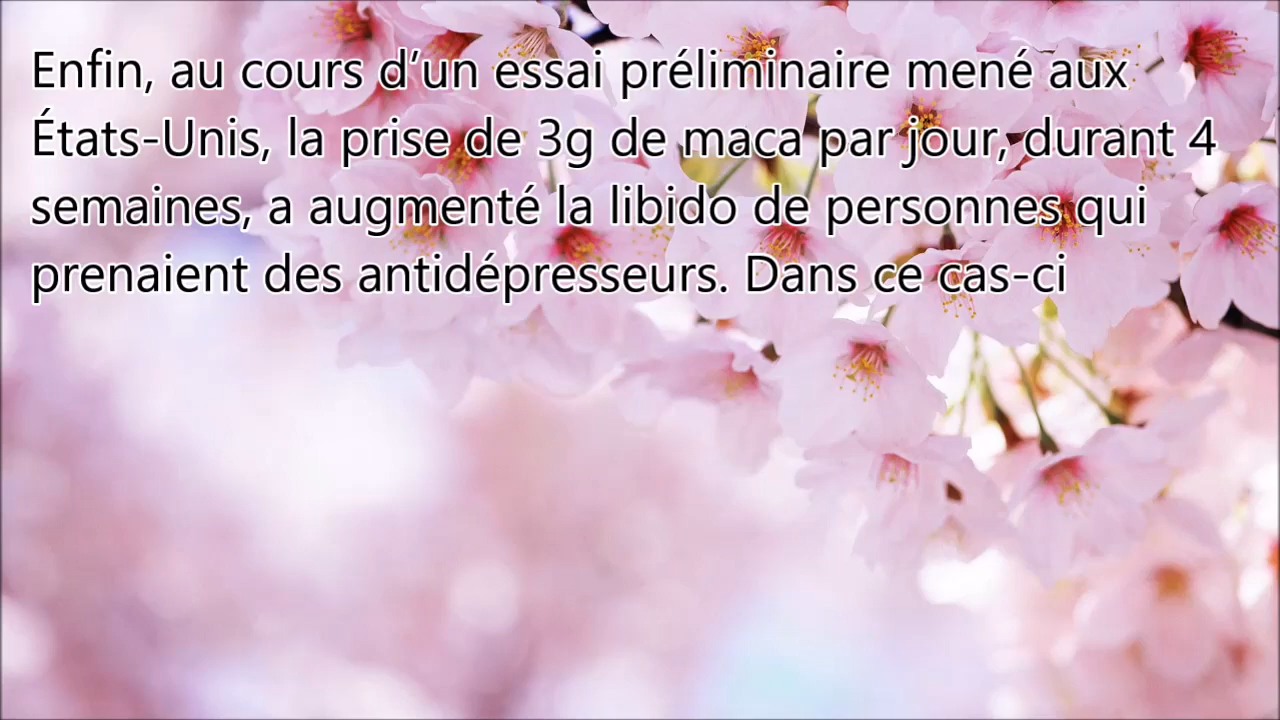 Enfin, au cours d’un essai préliminaire mené aux
États-Unis, la prise de 3g de maca par jour, durant 4
semaines, a augmenté la libido de personnes qui
prenaient des antidépresseurs. Dans ce cas-ci